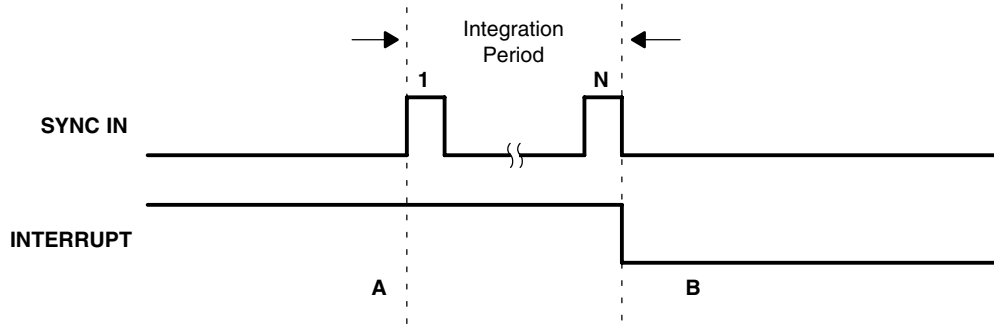 Integration
Period
1
N
SYNC IN
INTERRUPT
A
B